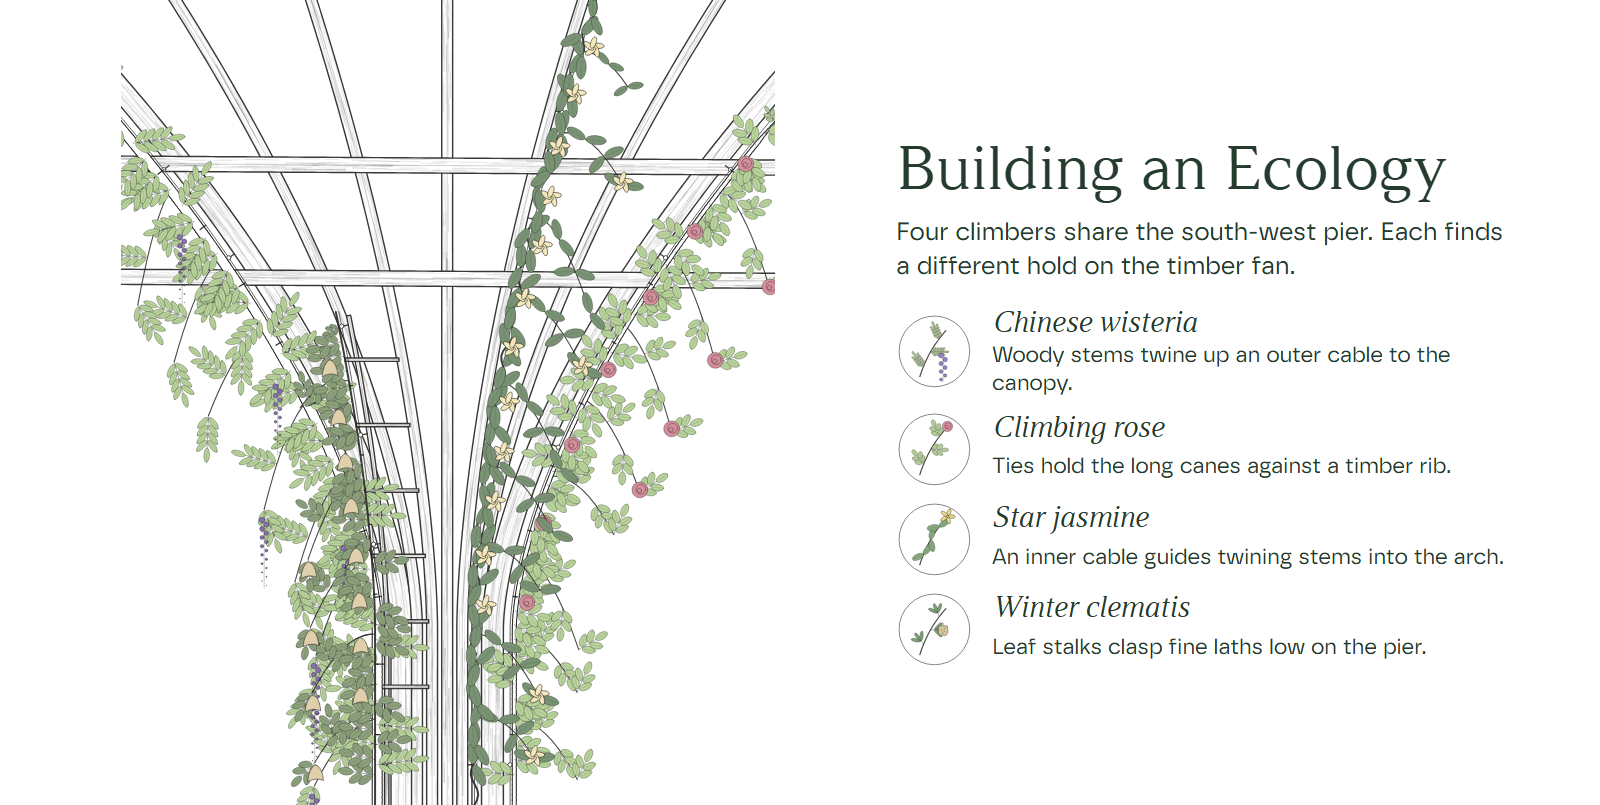 Building an Ecology
Four climbers share the south-west pier. Each finds
a different hold on the timber fan.
Chinese wisteria
Woody stems twine up an outer cable to the
canopy.
Climbing rose
Ties hold the long canes against a timber rib.
Star jasmine
An inner cable guides twining stems into the arch.
Winter clematis
Leaf stalks clasp fine laths low on the pier.